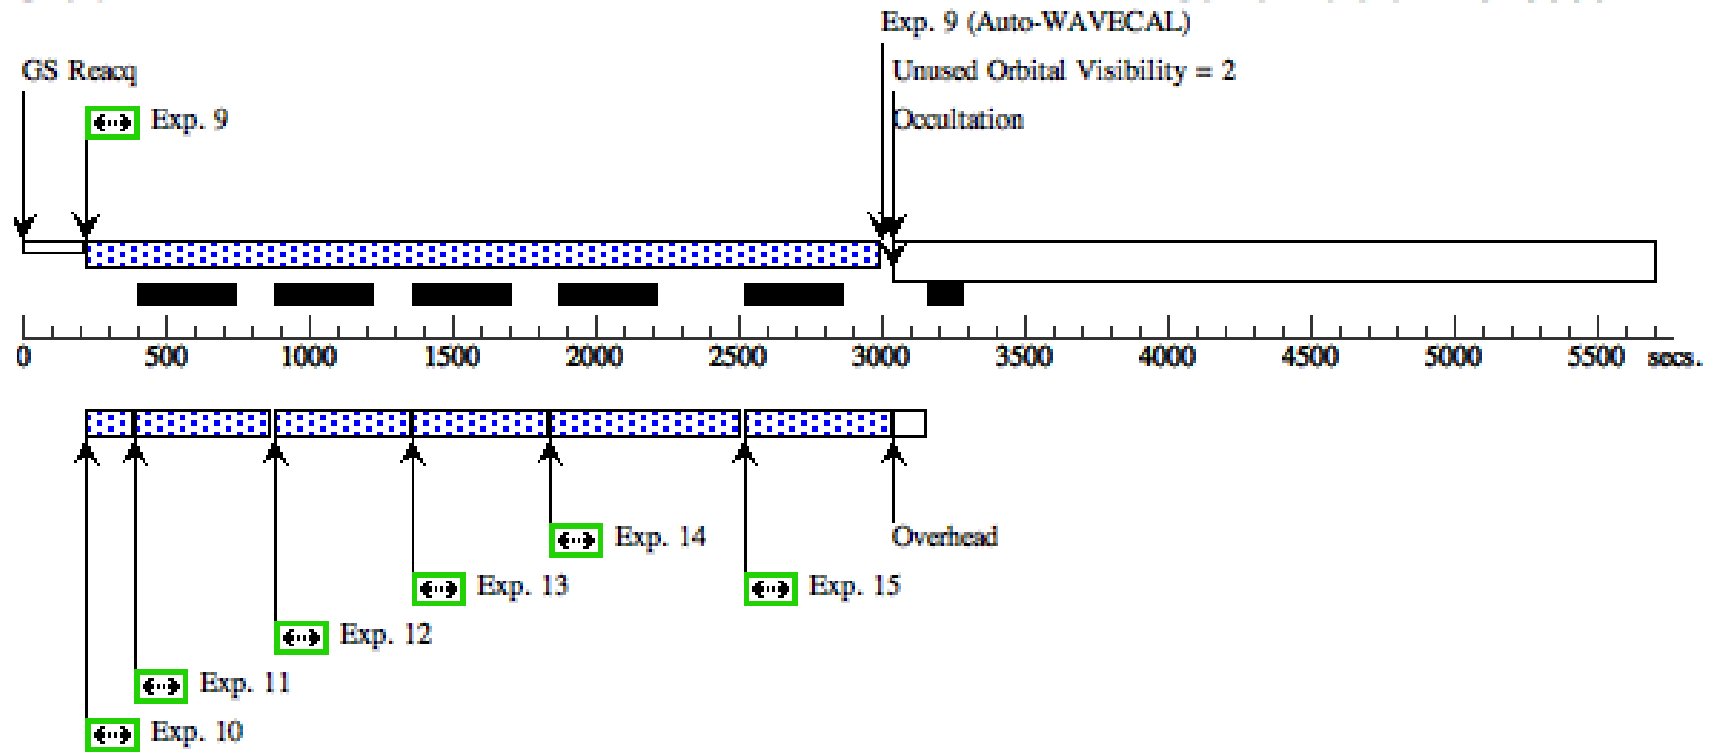 Exp. 9 (Auto-WAVECAL)
GS Reacq
Unused Orbital Visibility = 2
Exp. 9
Occultation
0 500 1000 1500 2000 2500 3000 3500 4000 4500 5000 5500 secs.
Exp. 14
Overhead
Exp. 13
Exp. 15
Exp. 12
Exp. 11
Exp. 10